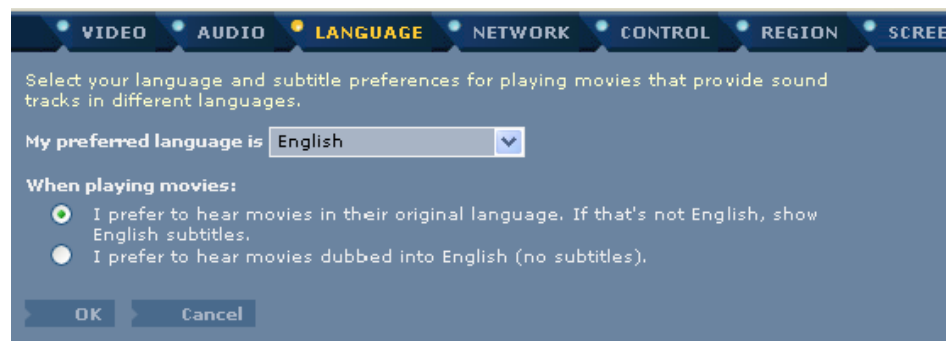 VIDEO AUDIO LANGUAGE NETWORK CONTROL REGION SCREE
Select your language and subtitle preferences for playing movies that provide sound
tracks in different languages.
My preferred language is English
When playing movies:
I prefer to hear movies in their original language. If that's not English, show
English subtitles.
I prefer to hear movies dubbed into English (no subtitles).
OK Cancel